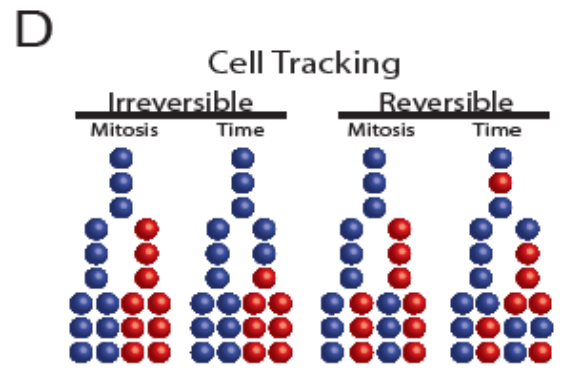 D
Cell Tracking
Irreversible Reversible
Mitosis Time Mitosis Time